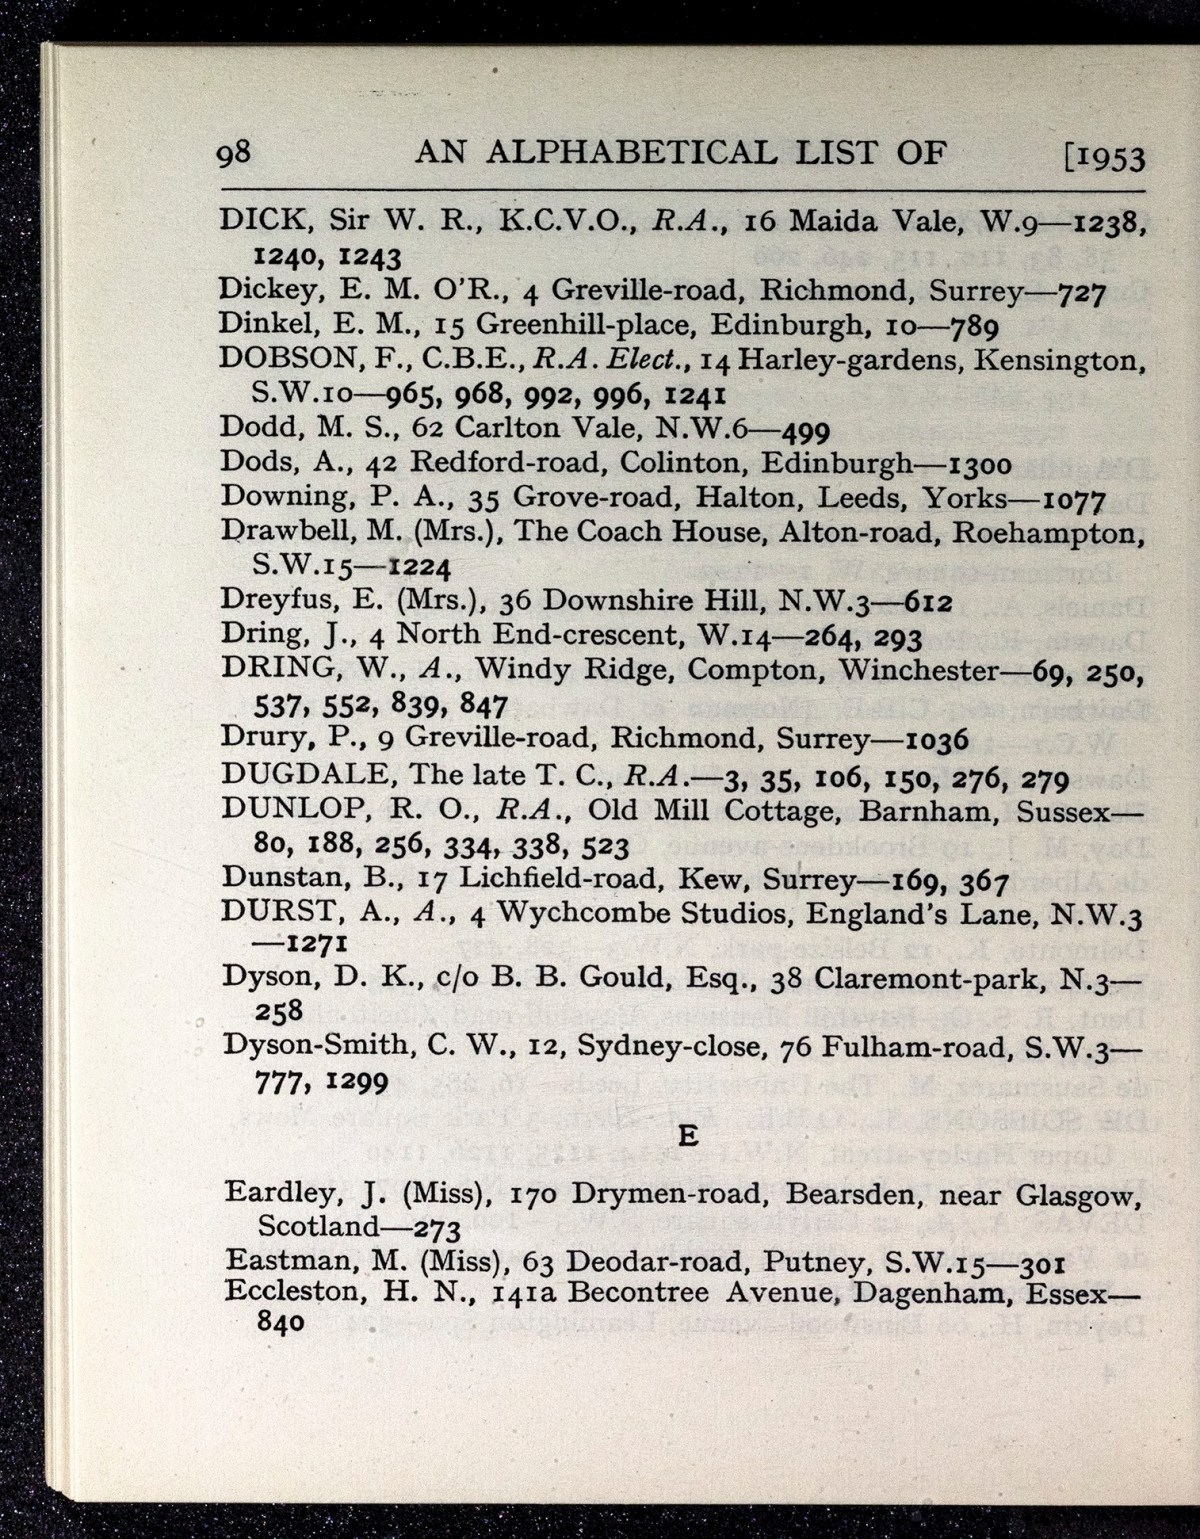 98 AN ALPHABETICAL LIST OF [1953
DICK, Sir W. R., K.C.V.O., R.A., 16 Maida Vale, W.9—1238,
1240, 1243
Dickey, E. M. O'R., 4 Greville-road, Richmond, Surrey—727
Dinkel, E. M., 15 Greenhill-place, Edinburgh, 10—789
DOBSON, F., C.B.E., R.A. Elect., 14 Harley-gardens, Kensington,
S.W.10—965, 968, 992, 996, 1241
Dodd, M. S., 62 Carlton Vale, N.W.6—499
Dods, A., 42 Redford-road, Colinton, Edinburgh—1300
Downing, P. A., 35 Grove-road, Halton, Leeds, Yorks—1077
Drawbell, M. (Mrs.), The Coach House, Alton-road, Roehampton,
S.W.15—1224
Dreyfus, E. (Mrs.), 36 Downshire Hill, N.W.3—612
Dring, J., 4 North End-crescent, W.14—264, 293
DRING, W., A., Windy Ridge, Compton, Winchester—69, 250,
537, 552, 839, 847
Drury, P., 9 Greville-road, Richmond, Surrey—1036
DUGDALE, The late T. C., R.A.—3, 35, 106, 150, 276, 279
DUNLOP, R. O., R.A., Old Mill Cottage, Barnham, Sussex—
80, 188, 256, 334, 338, 523
Dunstan, B., 17 Lichfield-road, Kew, Surrey—169, 367
DURST, A., A., 4 Wychcombe Studios, England's Lane, N.W.3
—1271
Dyson, D. K., c/o B. B. Gould, Esq., 38 Claremont-park, N.3—
258
Dyson-Smith, C. W., 12, Sydney-close, 76 Fulham-road, S.W.3—
777, 1299
E
Eardley, J. (Miss), 170 Drymen-road, Bearsden, near Glasgow,
Scotland—273
Eastman, M. (Miss), 63 Deodar-road, Putney, S.W.15—301
Eccleston, H. N., 141a Becontree Avenue, Dagenham, Essex—
840